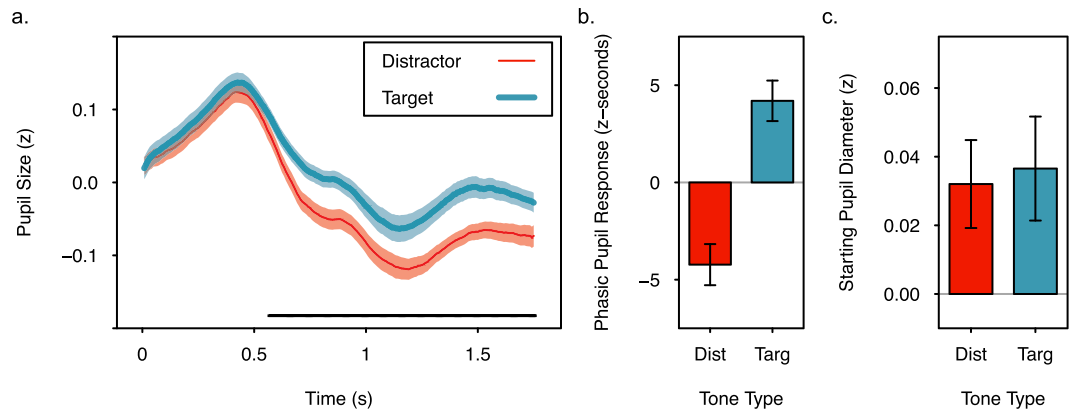 a.
Pupil Size (z)
0.1
0.0
−0.1
Distractor
Target
0
0.5
1
1.5
Time (s)
b.
Phasic Pupil Response (z−seconds)
5
0
−5
Dist
Targ
Tone Type
c.
Starting Pupil Diameter (z)
0.06
0.04
0.02
0.00
Dist
Targ
Tone Type